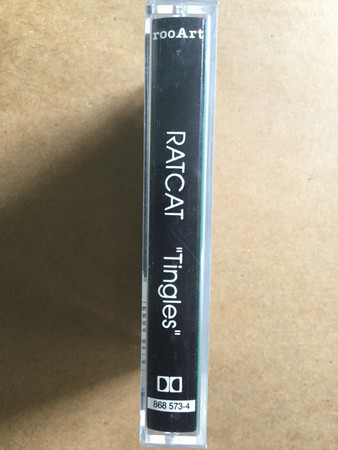 rooArt
RATCAT "Tingles"
868 573-4